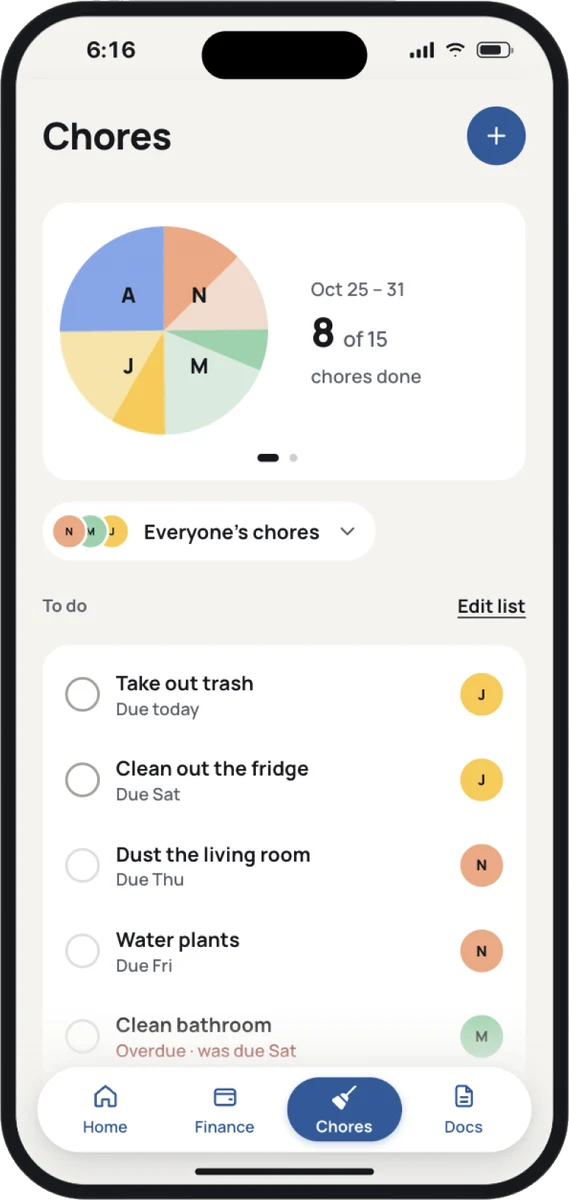 6:16
Chores
+
A
N
J
M
Oct 25 – 31
8 of 15
chores done
N M J Everyone's chores
To do Edit list
Take out trash
Due today
J
Clean out the fridge
Due Sat
J
Dust the living room
Due Thu
N
Water plants
Due Fri
N
Clean bathroom
Overdue · was due Sat
M
Home
Finance
Chores
Docs